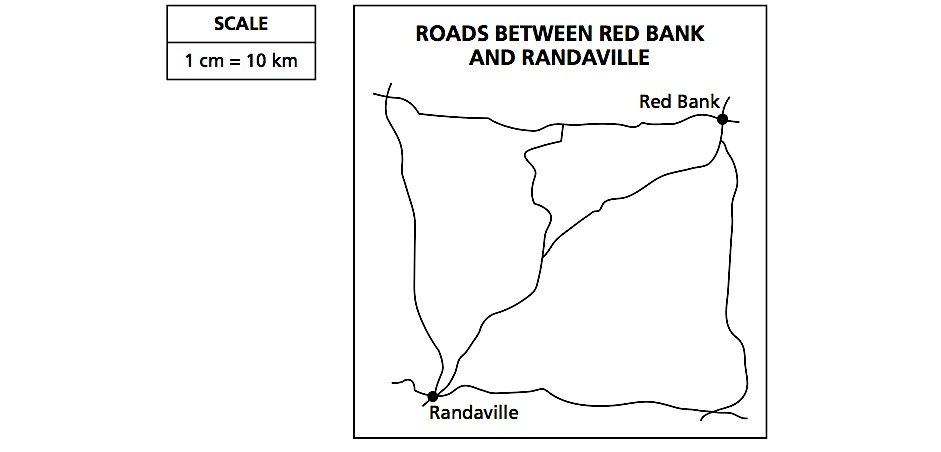 SCALE
1 cm = 10 km
ROADS BETWEEN RED BANK
AND RANDAVILLE
Red Bank
Randaville